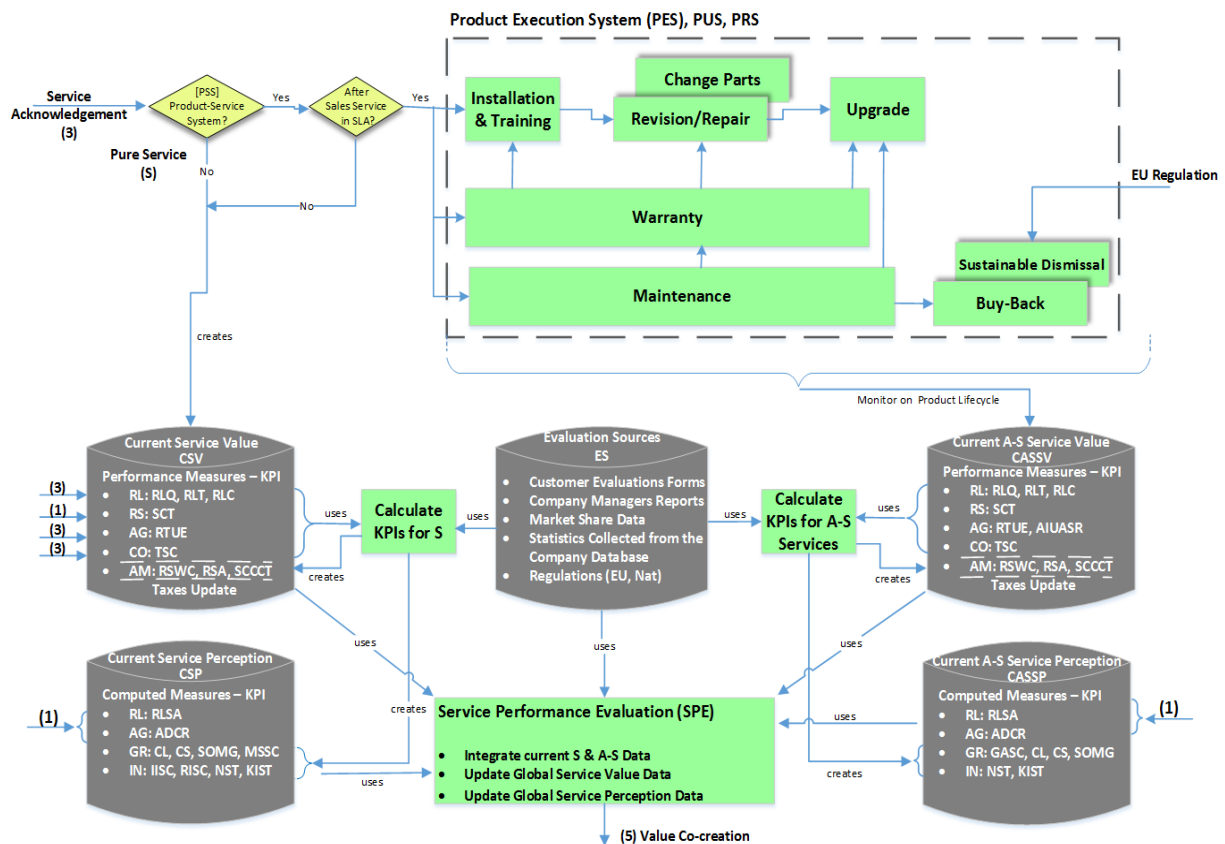 Product Execution System (PES), PUS, PRS
Service
Acknowledgement
(3)
[PSS]
Product-Service
System?
Yes
After
Sales Service
in SLA?
Yes
Pure Service
(S)
No
No
Installation
& Training
Change Parts
Revision/Repair
Upgrade
Warranty
Maintenance
EU Regulation
Sustainable Dismissal
Buy-Back
creates
Monitor on Product Lifecycle
Current Service Value
CSV
Performance Measures – KPI
• RL: RLQ, RLT, RLC
• RS: SCT
• AG: RTUE
• CO: TSC
• AM: RSWC, RSA, SCCCT
Taxes Update
(3)
(1)
(3)
(3)
uses
Calculate
KPIs for S
creates
uses
Evaluation Sources
ES
• Customer Evaluations Forms
• Company Managers Reports
• Market Share Data
• Statistics Collected from the
Company Database
• Regulations (EU, Nat)
uses
Calculate
KPIs for A-S
Services
uses
creates
Current A-S Service Value
CASSV
Performance Measures – KPI
• RL: RLQ, RLT, RLC
• RS: SCT
• AG: RTUE, AIUASR
• CO: TSC
• AM: RSWC, RSA, SCCCT
Taxes Update
uses
uses
uses
Current Service Perception
CSP
Computed Measures – KPI
• RL: RLSA
• AG: ADCR
• GR: CL, CS, SOMG, MSSC
• IN: IISC, RISC, NST, KIST
(1)
creates
uses
Service Performance Evaluation (SPE)
• Integrate current S & A-S Data
• Update Global Service Value Data
• Update Global Service Perception Data
uses
creates
Current A-S Service Perception
CASSP
Computed Measures – KPI
• RL: RLSA
• AG: ADCR
• GR: GASC, CL, CS, SOMG
• IN: NST, KIST
(1)
(5) Value Co-creation